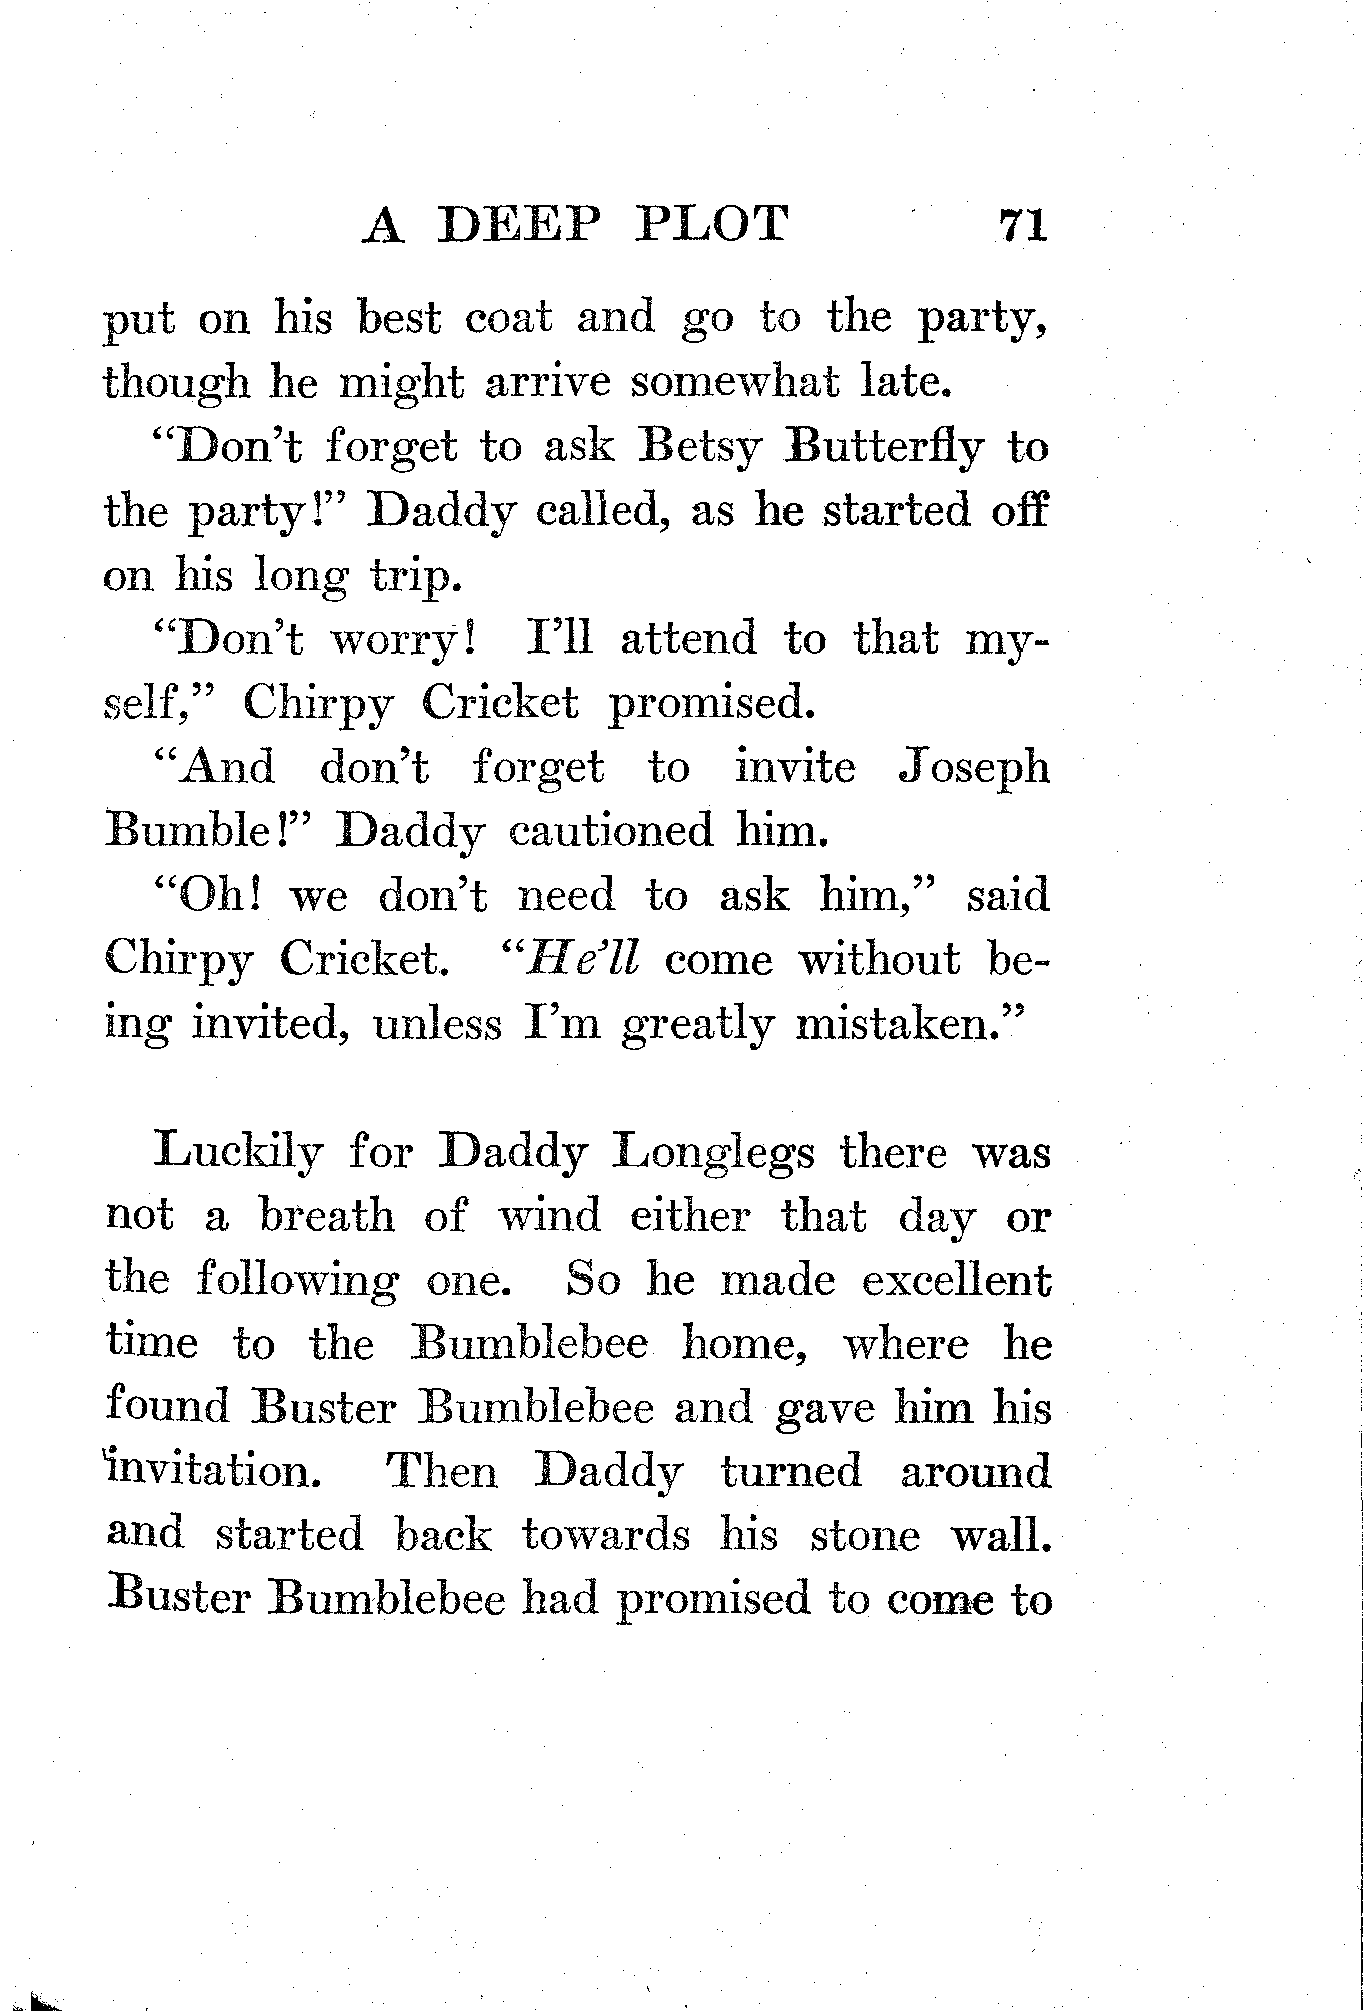 A DEEP PLOT 71
put on his best coat and go to the party,
though he might arrive somewhat late.
“Don’t forget to ask Betsy Butterfly to
the party!” Daddy called, as he started off
on his long trip.
“Don’t worry! I’ll attend to that my-
self,” Chirpy Cricket promised.
“And don’t forget to invite Joseph
Bumble!” Daddy cautioned him.
“Oh! we don’t need to ask him,” said
Chirpy Cricket. “He’ll come without be-
ing invited, unless I’m greatly mistaken.”
Luckily for Daddy Longlegs there was
not a breath of wind either that day or
the following one. So he made excellent
time to the Bumblebee home, where he
found Buster Bumblebee and gave him his
invitation. Then Daddy turned around
and started back towards his stone wall.
Buster Bumblebee had promised to come to